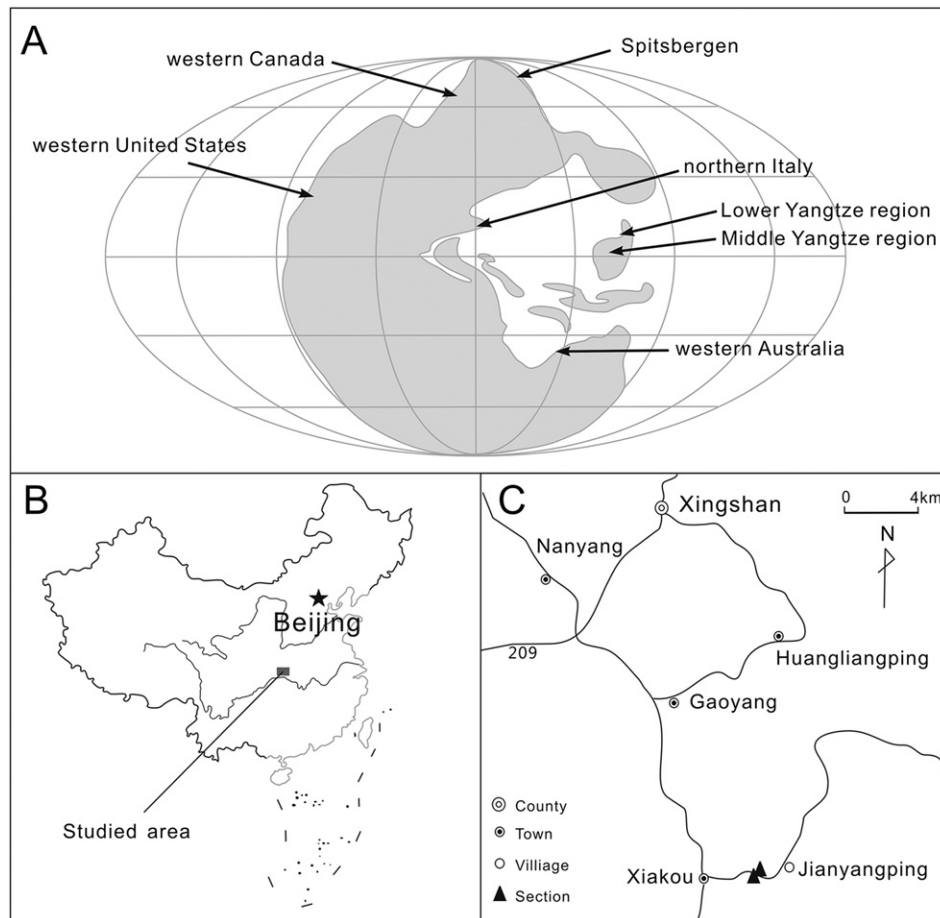 A
western Canada
Spitsbergen
western United States
northern Italy
Lower Yangtze region
Middle Yangtze region
western Australia
B
Beijing
Studied area
C
Xingshan
0 4km
N
Nanyang
209
Huangliangping
Gaoyang
County
Town
Villiage
Section
Xiakou
Jianyangping